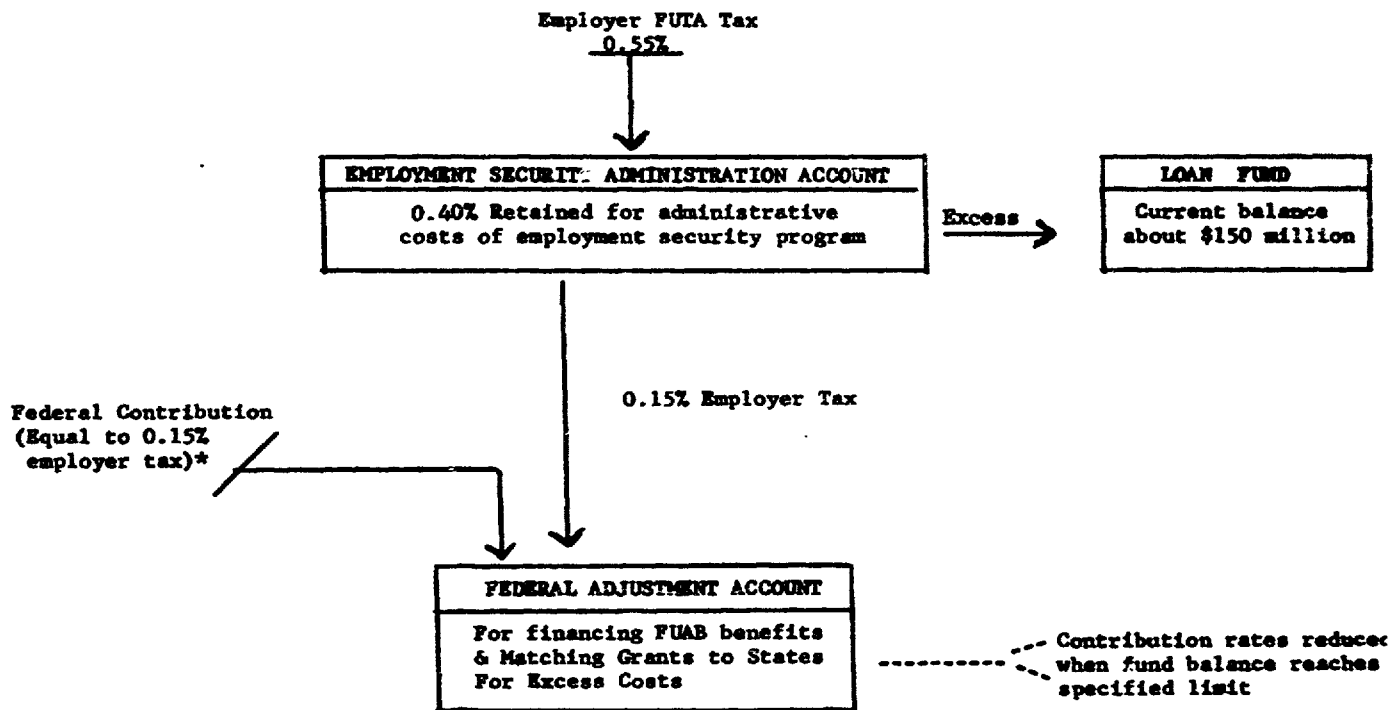 Employer FUTA Tax
0.55%
EMPLOYMENT SECURIT: ADMINISTRATION ACCOUNT
0.40% Retained for administrative
costs of employment security program
Excess
LOAN FUND
Current balance
about $150 million
0.15% Employer Tax
Federal Contribution
(Equal to 0.15%
employer tax)*
FEDERAL ADJUSTMENT ACCOUNT
For financing FUAB benefits
& Matching Grants to States
For Excess Costs
Contribution rates reduced
when fund balance reaches
specified limit